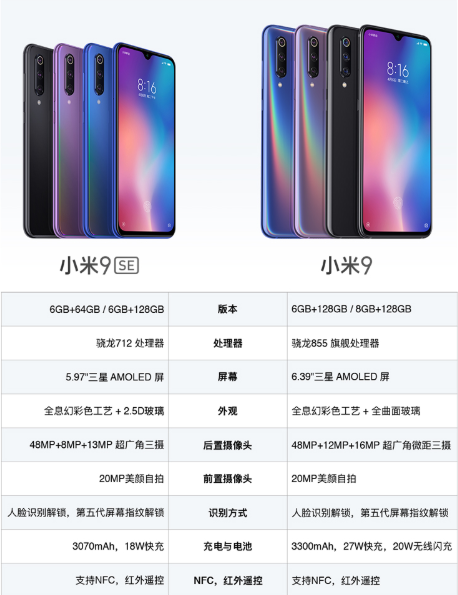 8:16
8:16
小米9 SE
小米9
6GB+64GB / 6GB+128GB 版本 6GB+128GB / 8GB+128GB
骁龙712 处理器 处理器 骁龙855 旗舰处理器
5.97"三星 AMOLED 屏 屏幕 6.39"三星 AMOLED 屏
全息幻彩色工艺 + 2.5D玻璃 外观 全息幻彩色工艺 + 全曲面玻璃
48MP+8MP+13MP 超广角三摄 后置摄像头 48MP+12MP+16MP 超广角微距三摄
20MP美颜自拍 前置摄像头 20MP美颜自拍
人脸识别解锁，第五代屏幕指纹解锁 识别方式 人脸识别解锁，第五代屏幕指纹解锁
3070mAh，18W快充 充电与电池 3300mAh，27W快充，20W无线闪充
支持NFC，红外遥控 NFC，红外遥控 支持NFC，红外遥控